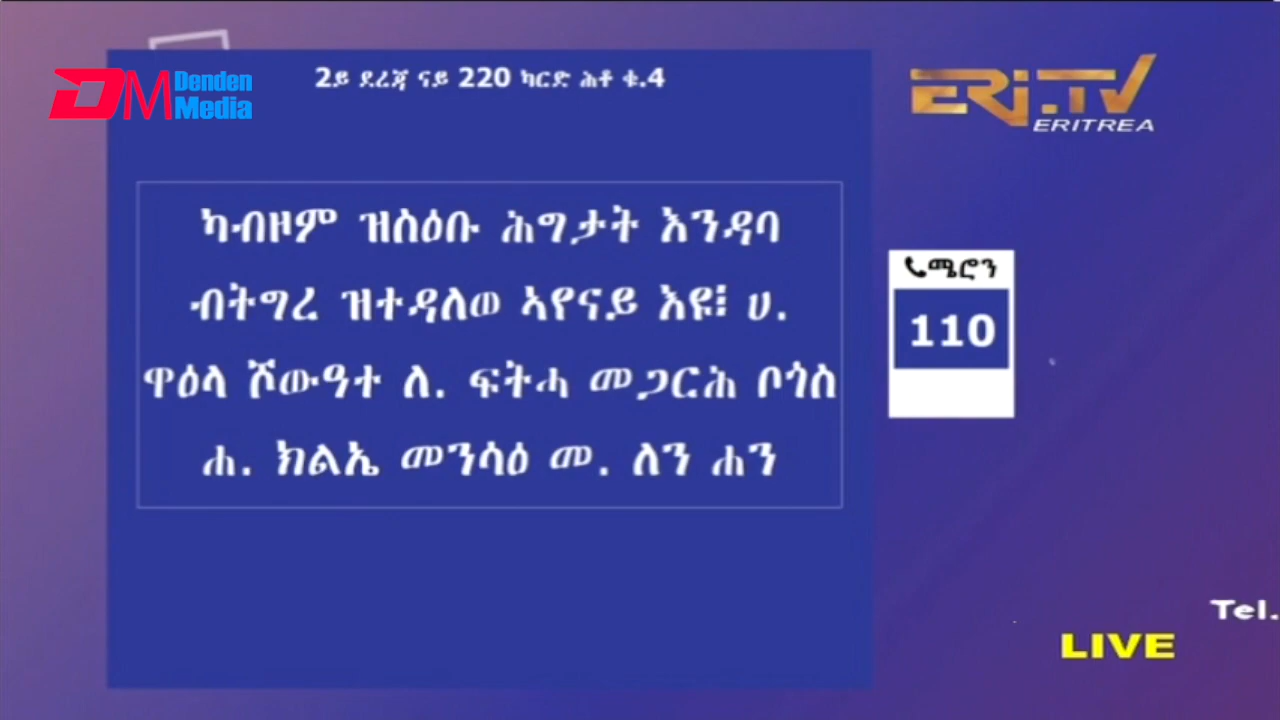 DM Denden Media
2ይ ደረጃ ናይ 220 ካርድ ሕቶ ቁ.4
ERi.TV
ERITREA
ካብዞም ዝስዕቡ ሕግታት እንዳባ
ብትግረ ዝተዳለወ ኣየናይ እዩ፧ ሀ.
ዋዕላ ሾውዓተ ለ. ፍትሓ መጋርሕ ቦጎስ
ሐ. ክልኤ መንሳዕ መ. ለን ሐን
ሜሮን
110
Tel.
LIVE